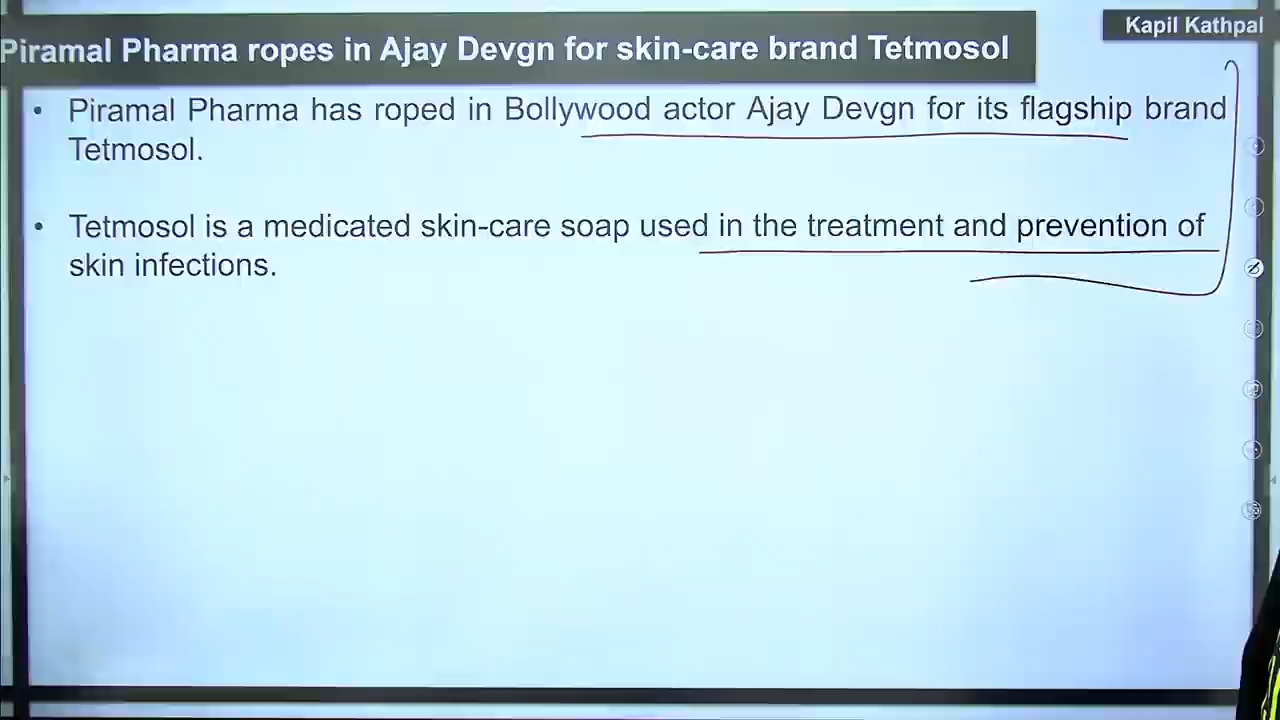 Kapil Kathpal
Piramal Pharma ropes in Ajay Devgn for skin-care brand Tetmosol
• Piramal Pharma has roped in Bollywood actor Ajay Devgn for its flagship brand
Tetmosol.
• Tetmosol is a medicated skin-care soap used in the treatment and prevention of
skin infections.